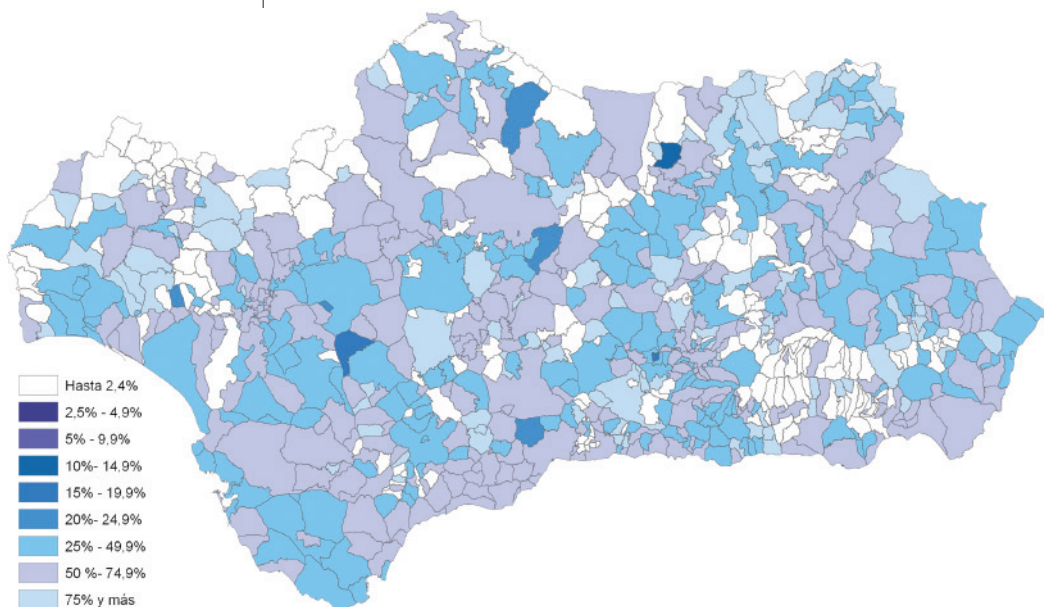 Hasta 2,4%
2,5% - 4,9%
5% - 9,9%
10%- 14,9%
15% - 19,9%
20%- 24,9%
25% - 49,9%
50 %- 74,9%
75% y más